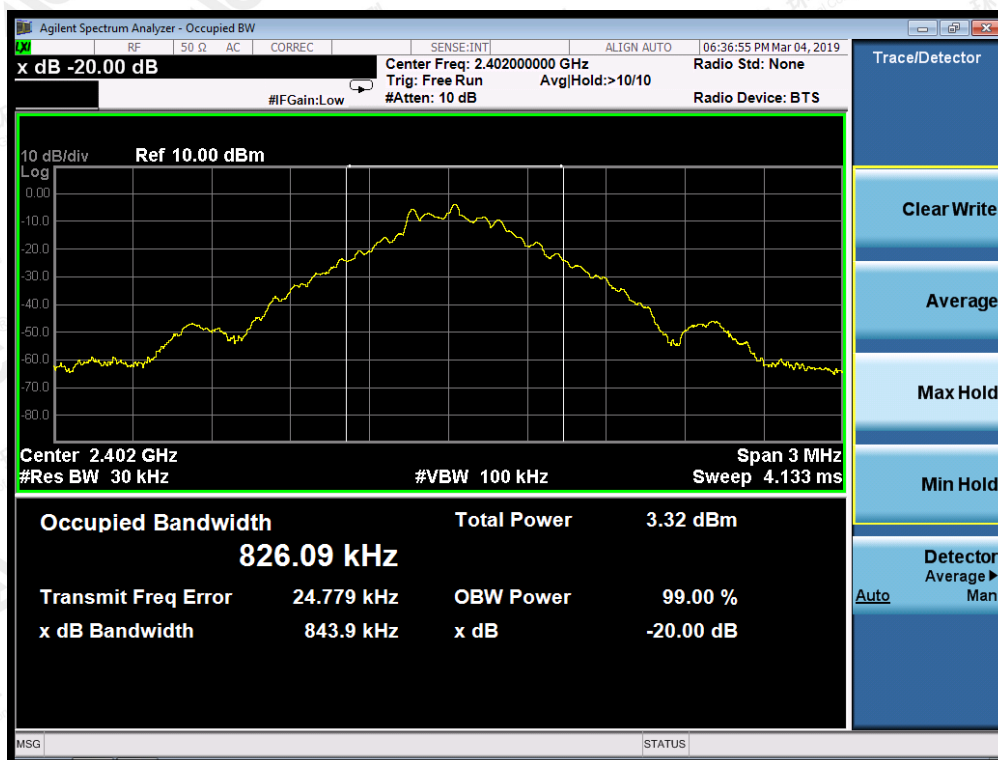 Agilent Spectrum Analyzer - Occupied BW
LXI RF 50 Ω AC CORREC SENSE:INT ALIGN AUTO 06:36:55 PM Mar 04, 2019
x dB -20.00 dB
Center Freq: 2.402000000 GHz
Radio Std: None
Trig: Free Run Avg|Hold:>10/10
#IFGain:Low
#Atten: 10 dB
Radio Device: BTS
10 dB/div Ref 10.00 dBm
Log
0.00
-10.0
-20.0
-30.0
-40.0
-50.0
-60.0
-70.0
-80.0
Center 2.402 GHz Span 3 MHz
#Res BW 30 kHz #VBW 100 kHz Sweep 4.133 ms
Occupied Bandwidth Total Power 3.32 dBm
826.09 kHz
Transmit Freq Error 24.779 kHz OBW Power 99.00 %
x dB Bandwidth 843.9 kHz x dB -20.00 dB
MSG STATUS
Trace/Detector
Clear Write
Average
Max Hold
Min Hold
Detector
Average
Auto Man